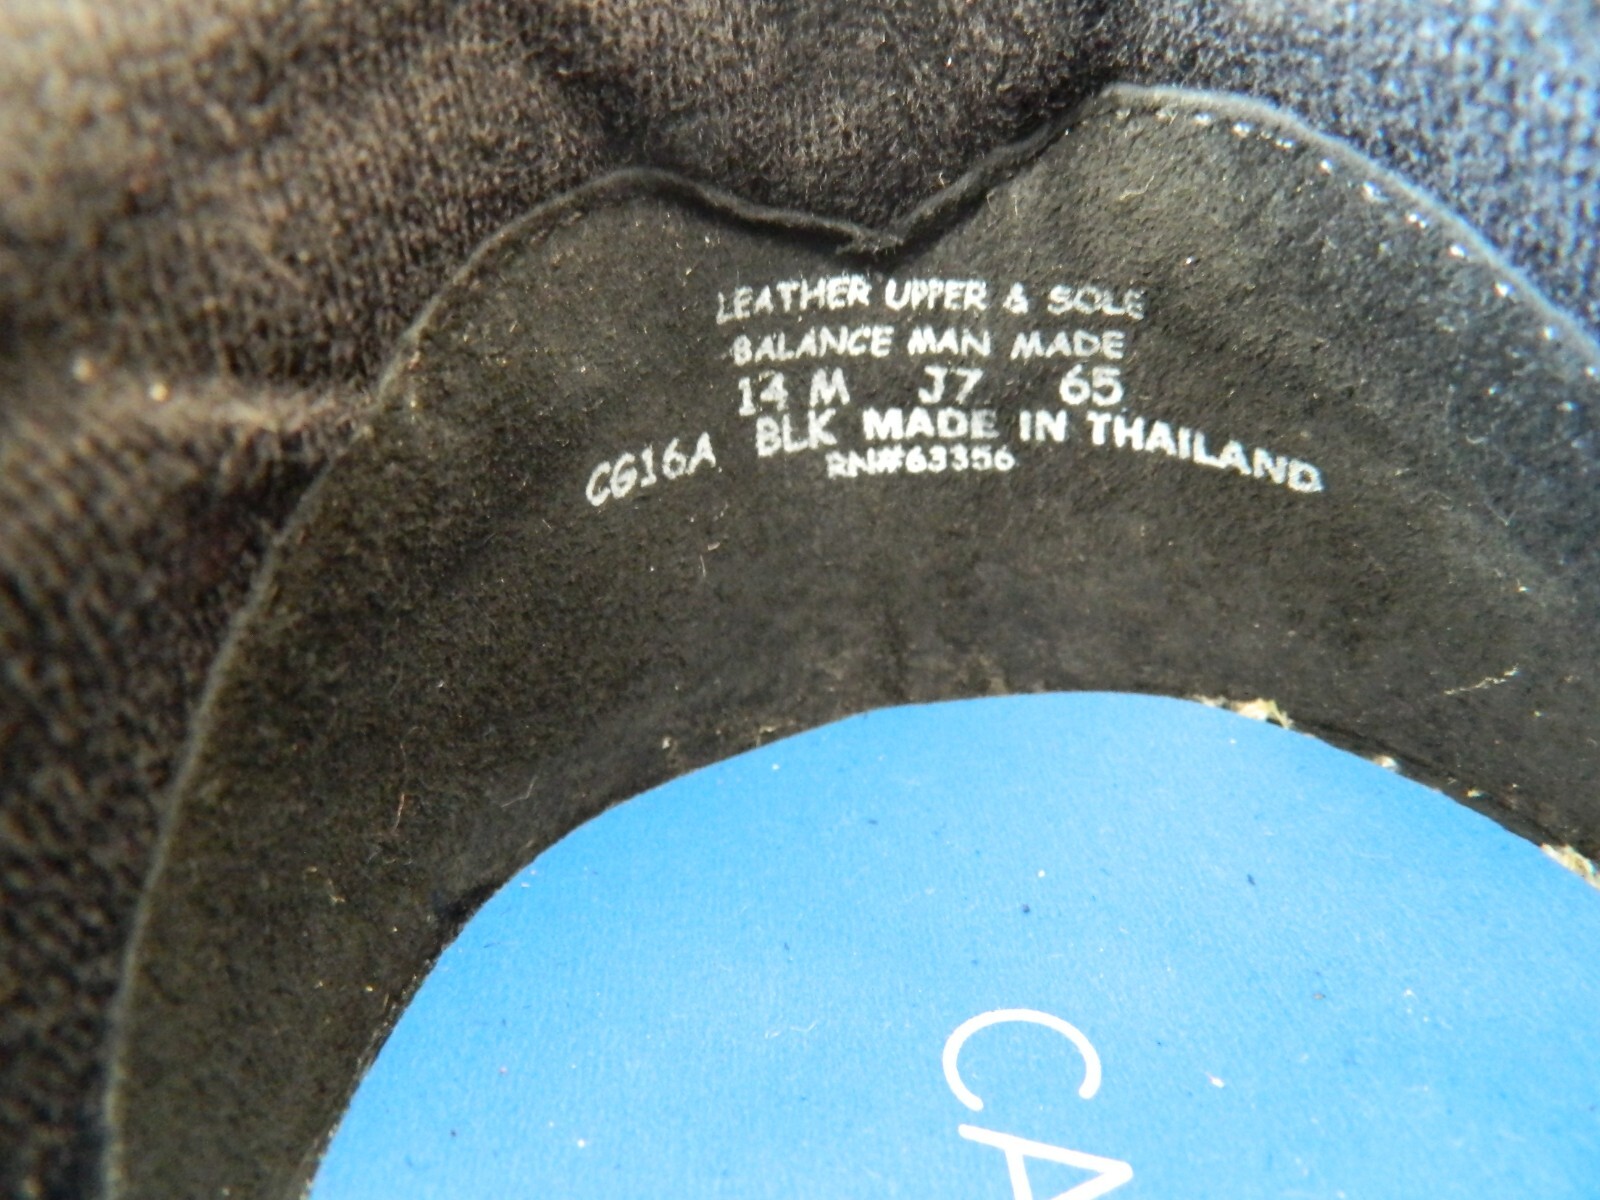 LEATHER UPPER & SOLE
BALANCE MAN MADE
14 M J7 65
CG16A BLK MADE IN THAILAND
RN#63356
CA